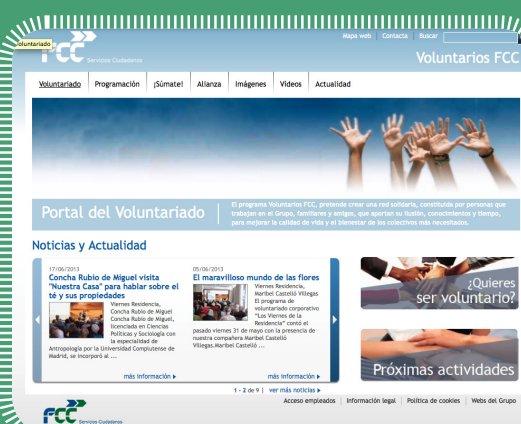 Mapa web | Contacta | Buscar
voluntariado
FCC
Servicios Ciudadanos
Voluntarios FCC
Voluntariado
Programación
¡Súmate!
Alianza
Imágenes
Videos
Actualidad
Portal del Voluntariado
El programa Voluntarios FCC, pretende crear una red solidaria, constituida por personas que
trabajan en el Grupo, familiares y amigos, que aportan su ilusión, conocimientos y tiempo,
para mejorar la calidad de vida y el bienestar de los colectivos más necesitados.
Noticias y Actualidad
17/06/2013
Concha Rubio de Miguel visita
"Nuestra Casa" para hablar sobre el
té y sus propiedades
Viernes Residencia,
Concha Rubio de Miguel
Concha Rubio de Miguel,
licenciada en Ciencias
Políticas y Sociología con
la especialidad de
Antropología por la Universidad Complutense de
Madrid, se incorporó al ...
más información
05/06/2013
El maravilloso mundo de las flores
Viernes Residencia,
Maribel Castelló Villegas
El programa de
voluntariado corporativo
"Los Viernes de la
Residencia" contó el
pasado viernes 31 de mayo con la presencia de
nuestra compañera Maribel Castelló
Villegas.Maribel Castelló ...
más información
1 - 2 de 9 | ver más noticias
¿Quieres
ser voluntario?
Próximas actividades
Acceso empleados | Información legal | Política de cookies | Webs del Grupo
FCC
Servicios Ciudadanos